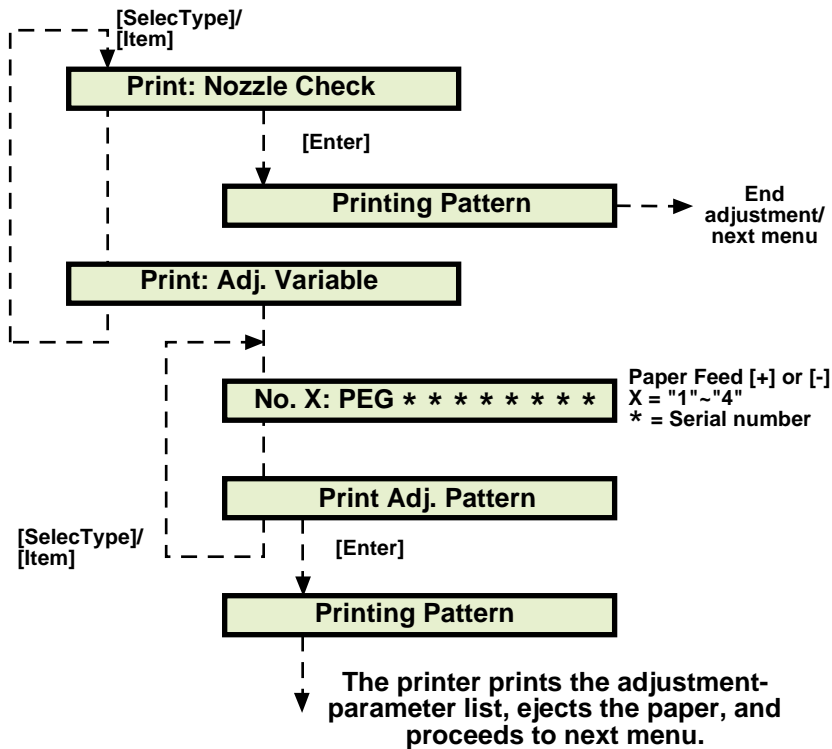 [SelecType]/
[Item]
Print: Nozzle Check
[Enter]
Printing Pattern
End
adjustment/
next menu
Print: Adj. Variable
No. X: PEG * * * * * * * *
Paper Feed [+] or [-]
X = "1"~"4"
* = Serial number
Print Adj. Pattern
[SelecType]/
[Item]
[Enter]
Printing Pattern
The printer prints the adjustment-
parameter list, ejects the paper, and
proceeds to next menu.